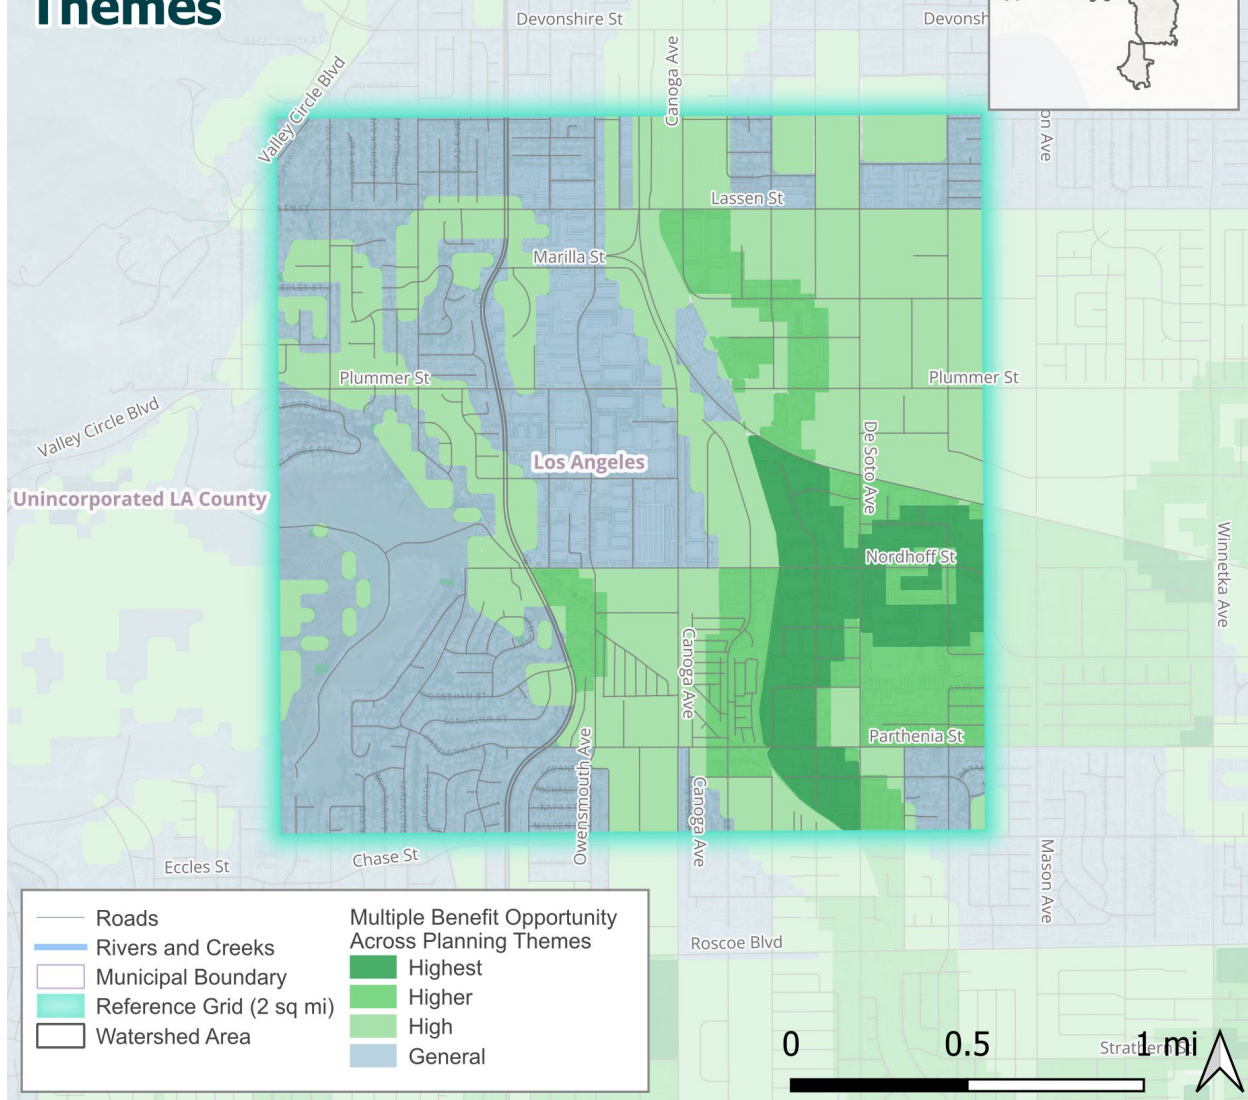 Themes
Devonshire St
Devonsh
Canoga Ave
Valley Circle Blvd
on Ave
Lassen St
Marilla St
Plummer St
Plummer St
Valley Circle Blvd
De Soto Ave
Los Angeles
Unincorporated LA County
Winnetka Ave
Nordhoff St
Canoga Ave
Parthenia St
Owensmouth Ave
Canoga Ave
Chase St
Eccles St
Mason Ave
Roscoe Blvd
Strathern St
Roads
Rivers and Creeks
Municipal Boundary
Reference Grid (2 sq mi)
Watershed Area
Multiple Benefit Opportunity
Across Planning Themes
Highest
Higher
High
General
0 0.5 1 mi